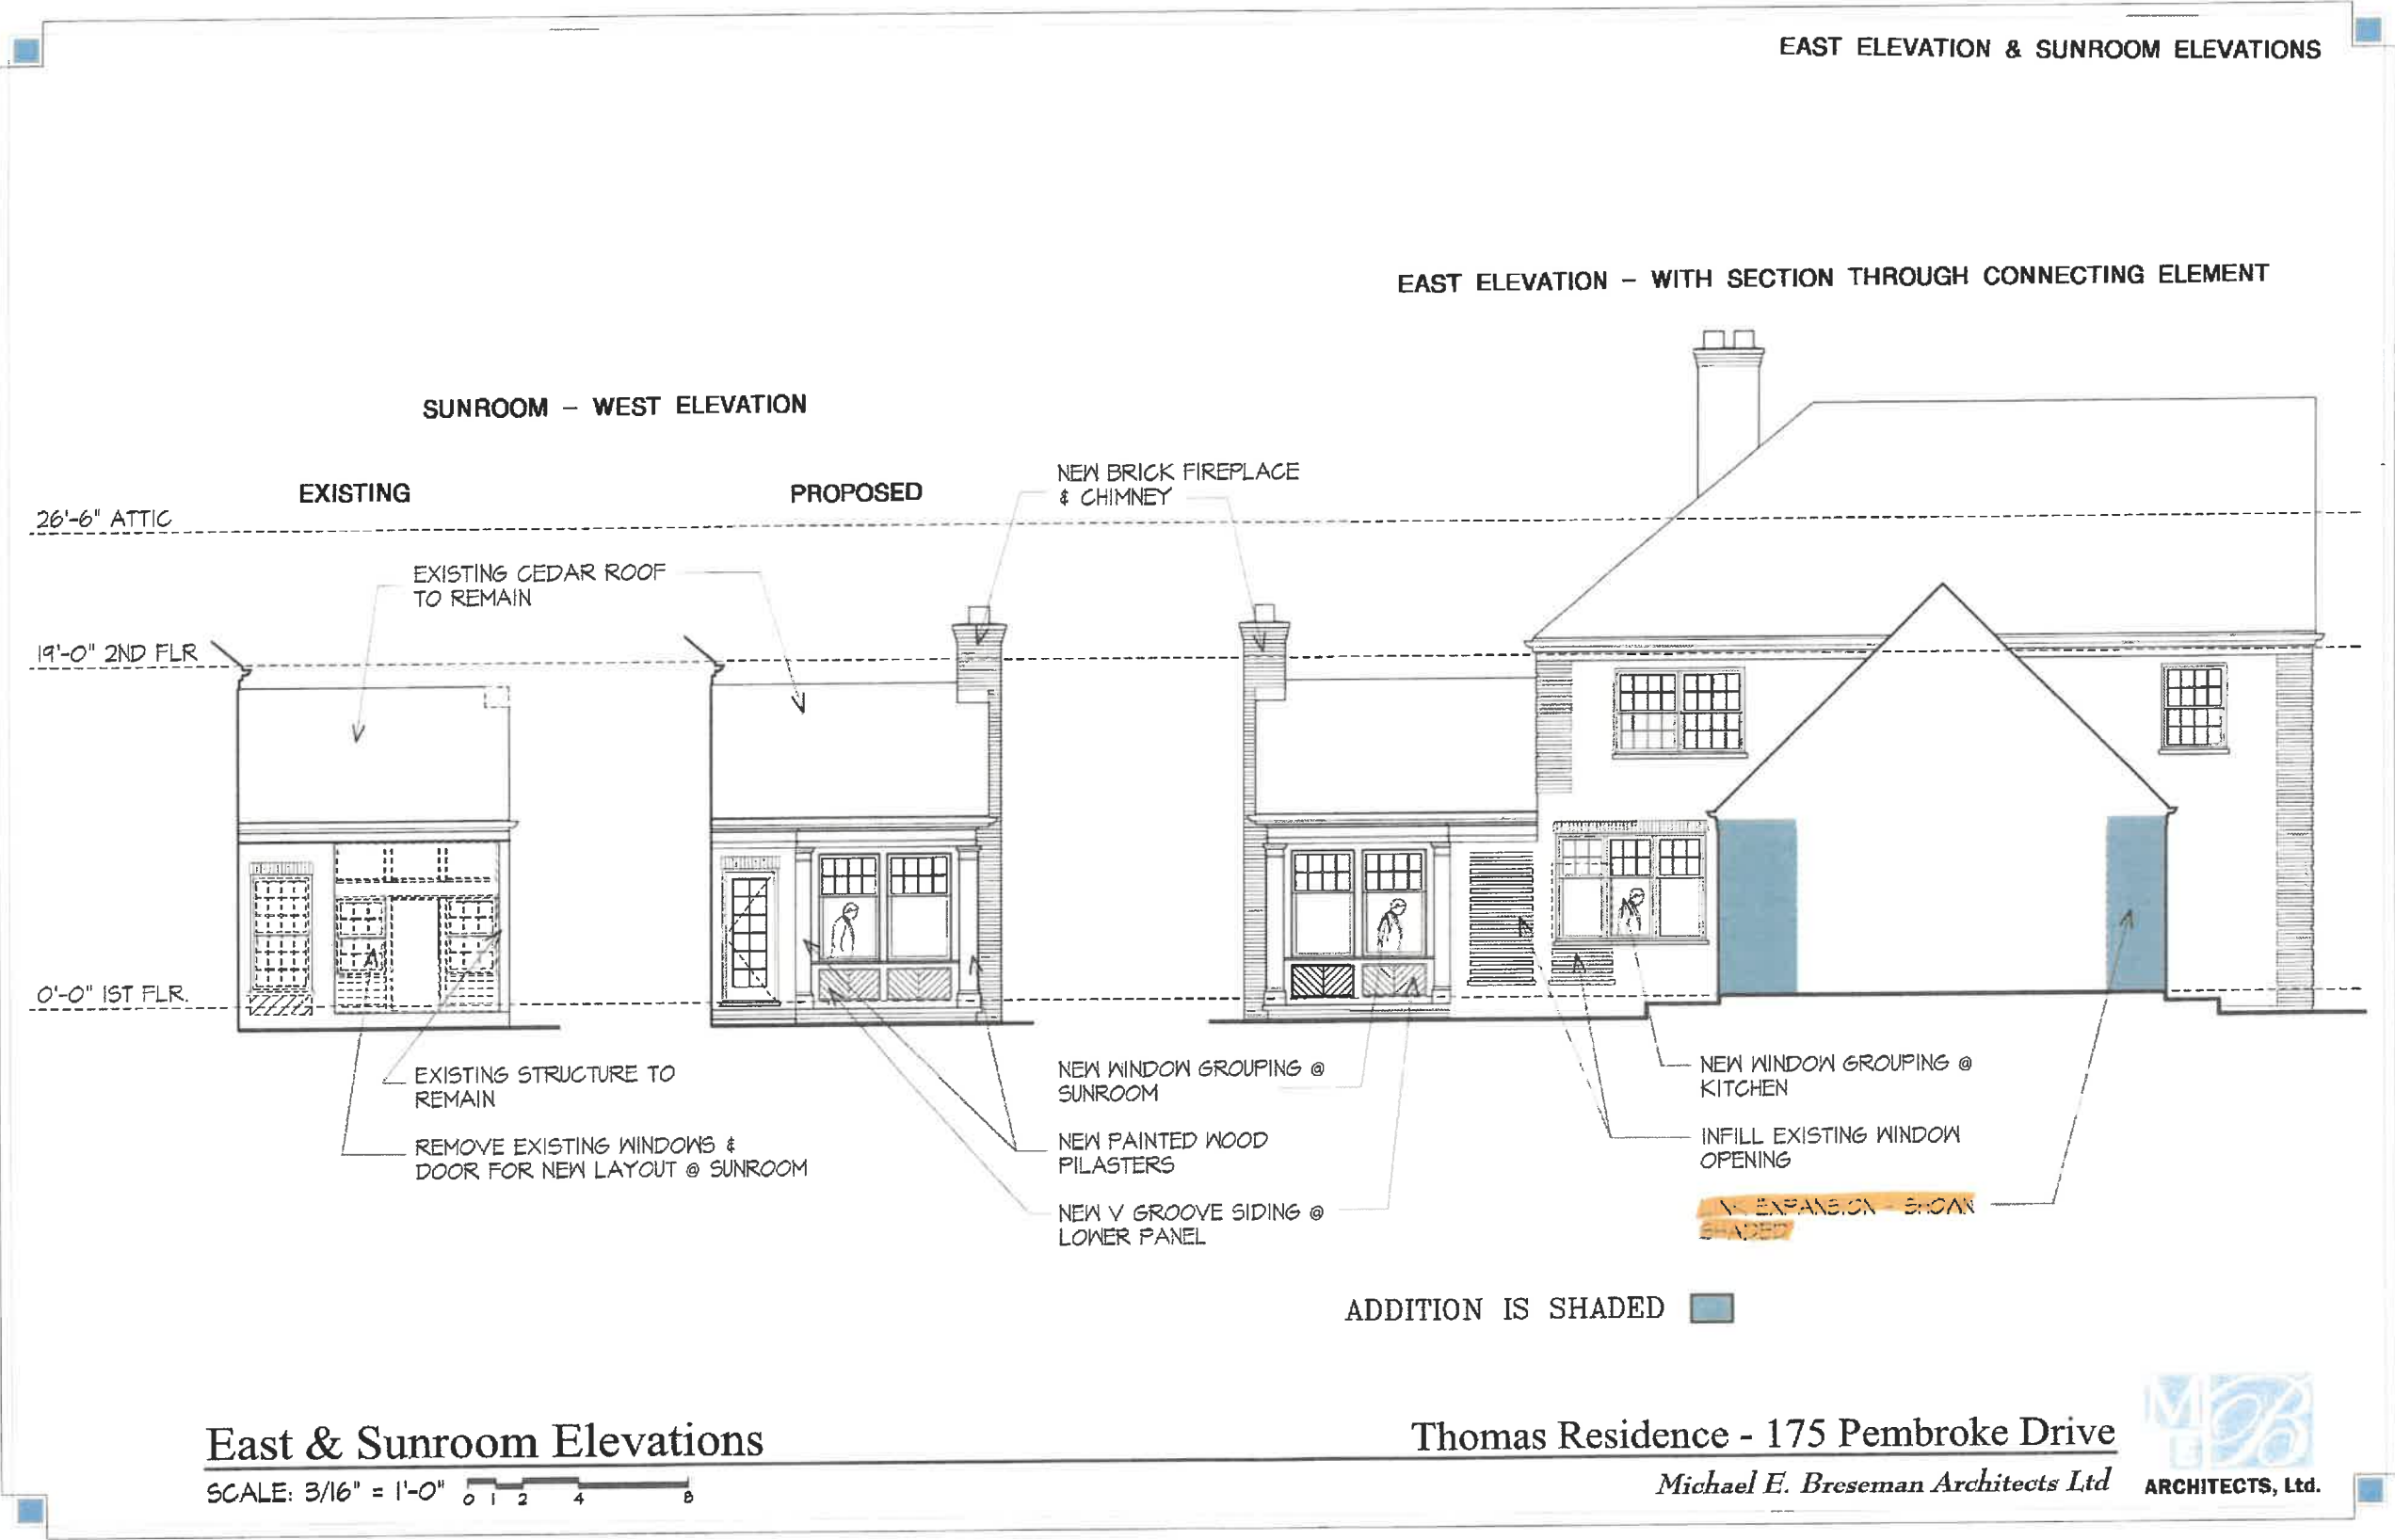 EAST ELEVATION & SUNROOM ELEVATIONS
EAST ELEVATION – WITH SECTION THROUGH CONNECTING ELEMENT
SUNROOM – WEST ELEVATION
EXISTING
PROPOSED
NEW BRICK FIREPLACE
& CHIMNEY
26'-6" ATTIC
EXISTING CEDAR ROOF
TO REMAIN
19'-0" 2ND FLR
0'-0" 1ST FLR.
EXISTING STRUCTURE TO
REMAIN
REMOVE EXISTING WINDOWS &
DOOR FOR NEW LAYOUT @ SUNROOM
NEW WINDOW GROUPING @
SUNROOM
NEW PAINTED WOOD
PILASTERS
NEW V GROOVE SIDING @
LOWER PANEL
NEW WINDOW GROUPING @
KITCHEN
INFILL EXISTING WINDOW
OPENING
EXPANSION - SHOWN
SHADED
ADDITION IS SHADED
East & Sunroom Elevations
SCALE: 3/16" = 1'-0"
0 1 2 4 8
Thomas Residence - 175 Pembroke Drive
Michael E. Breseman Architects Ltd
MEB
ARCHITECTS, Ltd.